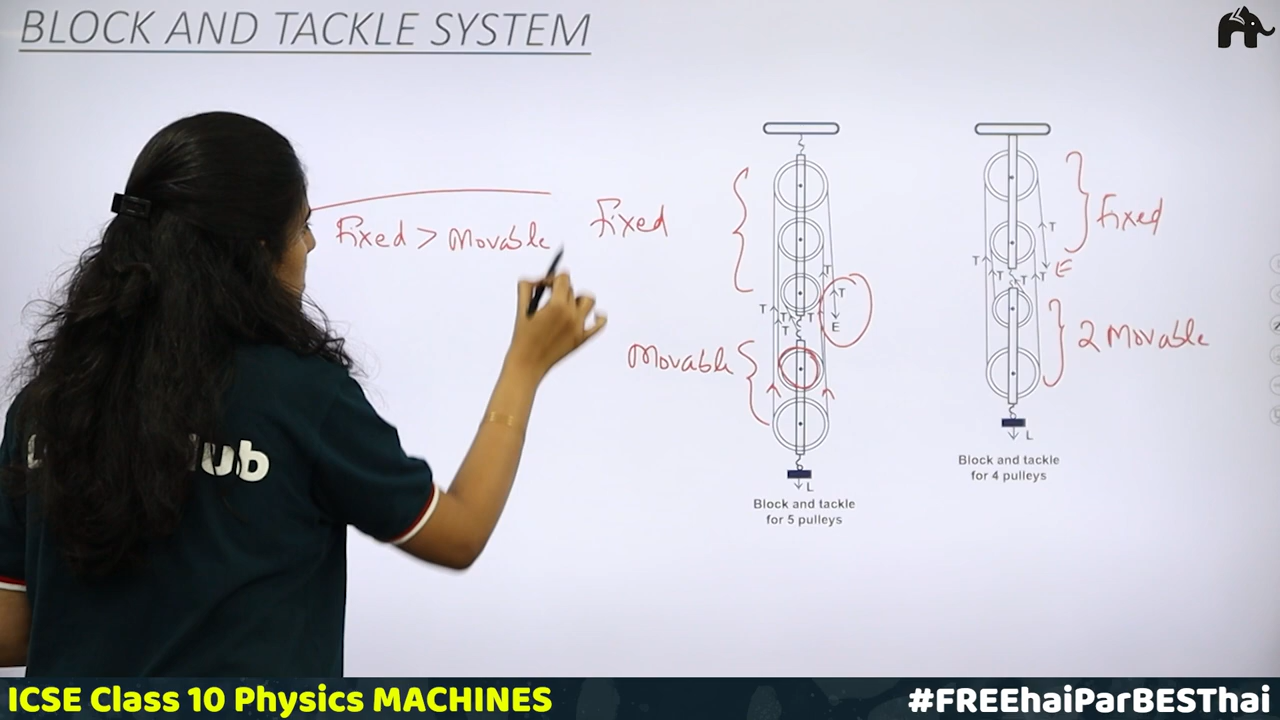 BLOCK AND TACKLE SYSTEM
Fixed > Movable
Fixed
Movable
T
T
E
T
T
T
T
L
Block and tackle
for 5 pulleys
Fixed
2 Movable
T
E
T
T
T
T
L
Block and tackle
for 4 pulleys
ub
ICSE Class 10 Physics MACHINES
#FREEhaiParBESThai